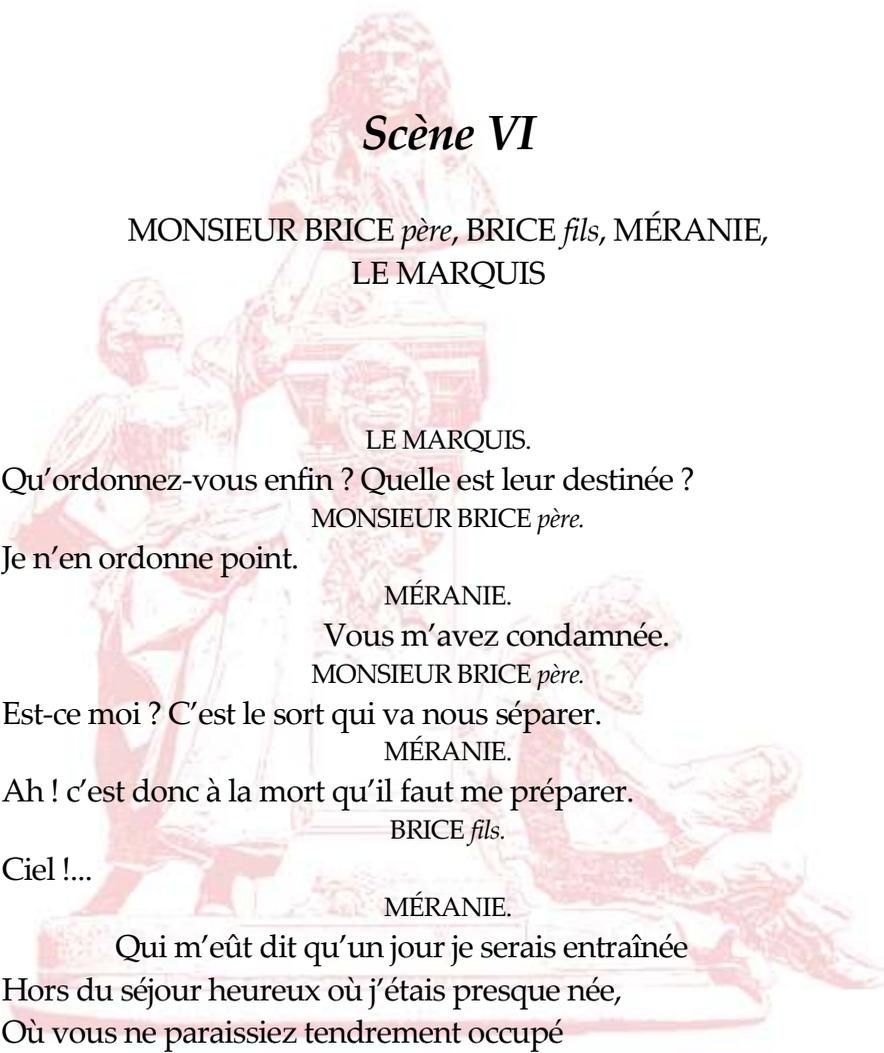 Scène VI
MONSIEUR BRICE père, BRICE fils, MÉRANIE,
LE MARQUIS
LE MARQUIS.
Qu’ordonnez-vous enfin ? Quelle est leur destinée ?
MONSIEUR BRICE père.
Je n’en ordonne point.
MÉRANIE.
Vous m’avez condamnée.
MONSIEUR BRICE père.
Est-ce moi ? C’est le sort qui va nous séparer.
MÉRANIE.
Ah ! c’est donc à la mort qu’il faut me préparer.
BRICE fils.
Ciel !...
MÉRANIE.
Qui m’eût dit qu’un jour je serais entraînée
Hors du séjour heureux où j’étais presque née,
Où vous ne paraissiez tendrement occupé